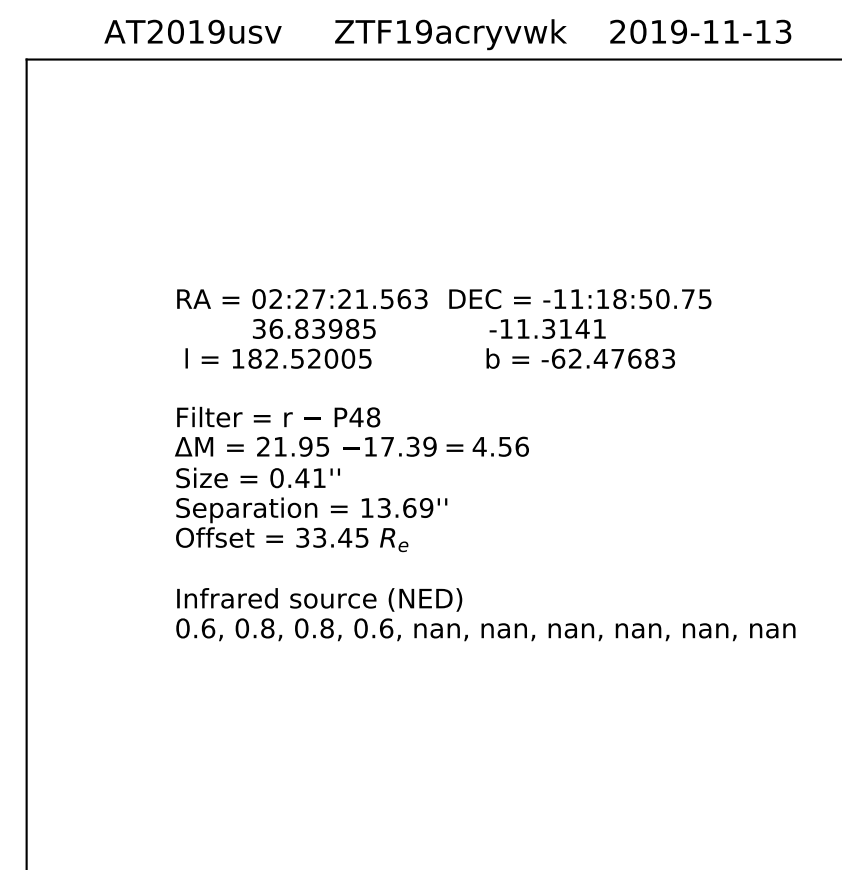 AT2019usv ZTF19acryvwk 2019-11-13
RA = 02:27:21.563 DEC = -11:18:50.75
36.83985 -11.3141
l = 182.52005 b = -62.47683
Filter = r − P48
ΔM = 21.95 −17.39 = 4.56
Size = 0.41''
Separation = 13.69''
Offset = 33.45 Rₑ
Infrared source (NED)
0.6, 0.8, 0.8, 0.6, nan, nan, nan, nan, nan, nan